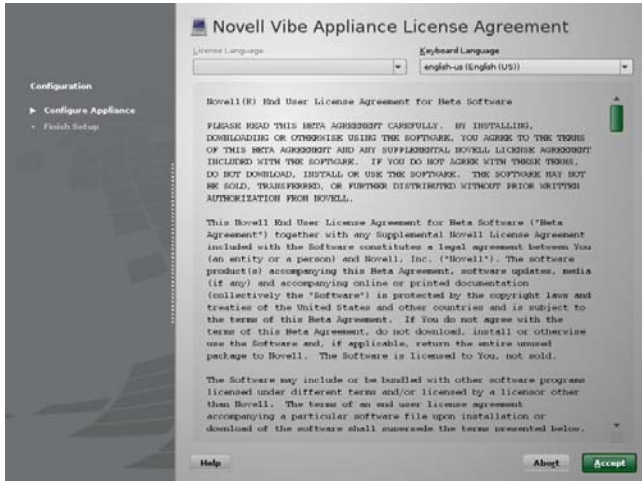 Novell Vibe Appliance License Agreement
License Language
Keyboard Language
english-us (English (US))
Configuration
Configure Appliance
Finish Setup
Novell(R) End User License Agreement for Beta Software
PLEASE READ THIS BETA AGREEMENT CAREFULLY. BY INSTALLING,
DOWNLOADING OR OTHERWISE USING THE SOFTWARE, YOU AGREE TO THE TERMS
OF THIS BETA AGREEMENT AND ANY SUPPLEMENTAL NOVELL LICENSE AGREEMENT
INCLUDED WITH THE SOFTWARE. IF YOU DO NOT AGREE WITH THESE TERMS,
DO NOT DOWNLOAD, INSTALL OR USE THE SOFTWARE. THE SOFTWARE MAY NOT
BE SOLD, TRANSFERRED, OR FURTHER DISTRIBUTED WITHOUT PRIOR WRITTEN
AUTHORIZATION FROM NOVELL.
This Novell End User License Agreement for Beta Software ("Beta
Agreement") together with any Supplemental Novell License Agreement
included with the Software constitutes a legal agreement between You
(an entity or a person) and Novell, Inc. ("Novell"). The software
product(s) accompanying this Beta Agreement, software updates, media
(if any) and accompanying online or printed documentation
(collectively the "Software") is protected by the copyright laws and
treaties of the United States and other countries and is subject to
the terms of this Beta Agreement. If You do not agree with the
terms of this Beta Agreement, do not download, install or otherwise
use the Software and, if applicable, return the entire unused
package to Novell. The Software is licensed to You, not sold.
The Software may include or be bundled with other software programs
licensed under different terms and/or licensed by a licensor other
than Novell. The terms of an end user license agreement
accompanying a particular software file upon installation or
download of the software shall supersede the terms presented below.
Help
Abort
Accept